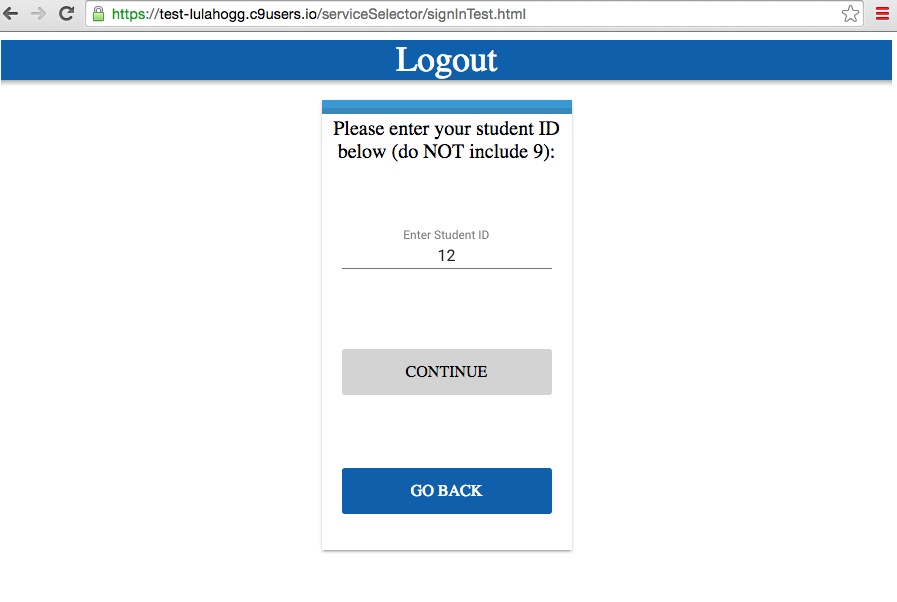 https://test-lulahogg.c9users.io/serviceSelector/signInTest.html
Logout
Please enter your student ID
below (do NOT include 9):
Enter Student ID
12
CONTINUE
GO BACK